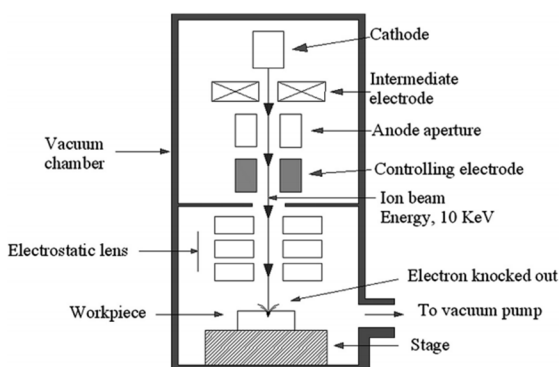 Cathode
Intermediate
electrode
Anode aperture
Vacuum
chamber
Controlling electrode
Ion beam
Energy, 10 KeV
Electrostatic lens
Electron knocked out
Workpiece
To vacuum pump
Stage